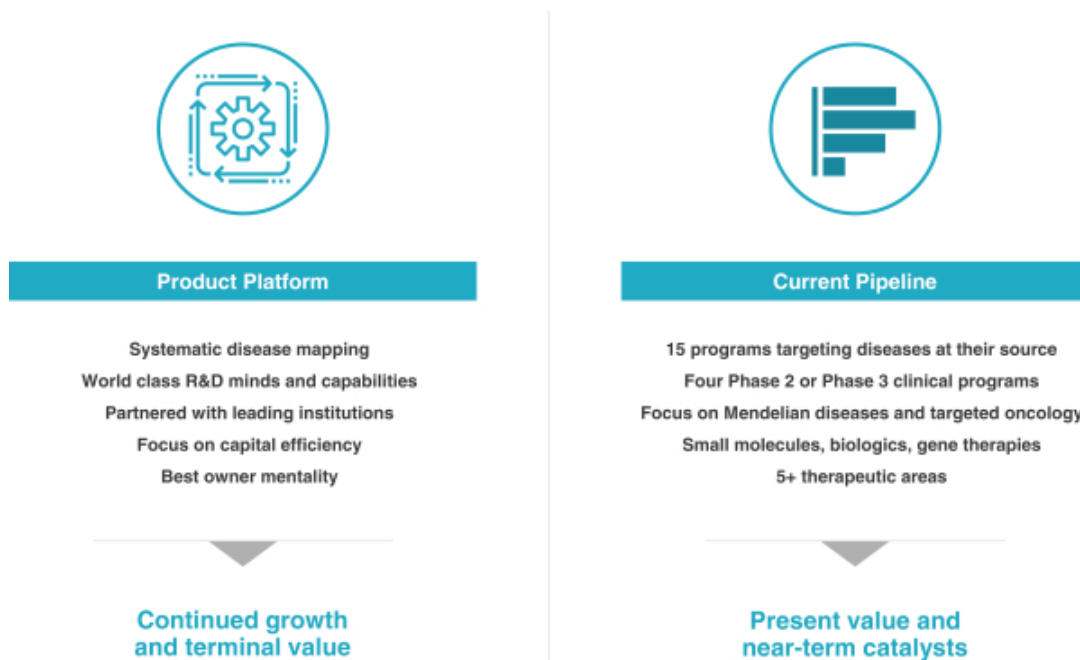 Product Platform
Systematic disease mapping
World class R&D minds and capabilities
Partnered with leading institutions
Focus on capital efficiency
Best owner mentality
Continued growth
and terminal value
Current Pipeline
15 programs targeting diseases at their source
Four Phase 2 or Phase 3 clinical programs
Focus on Mendelian diseases and targeted oncology
Small molecules, biologics, gene therapies
5+ therapeutic areas
Present value and
near-term catalysts